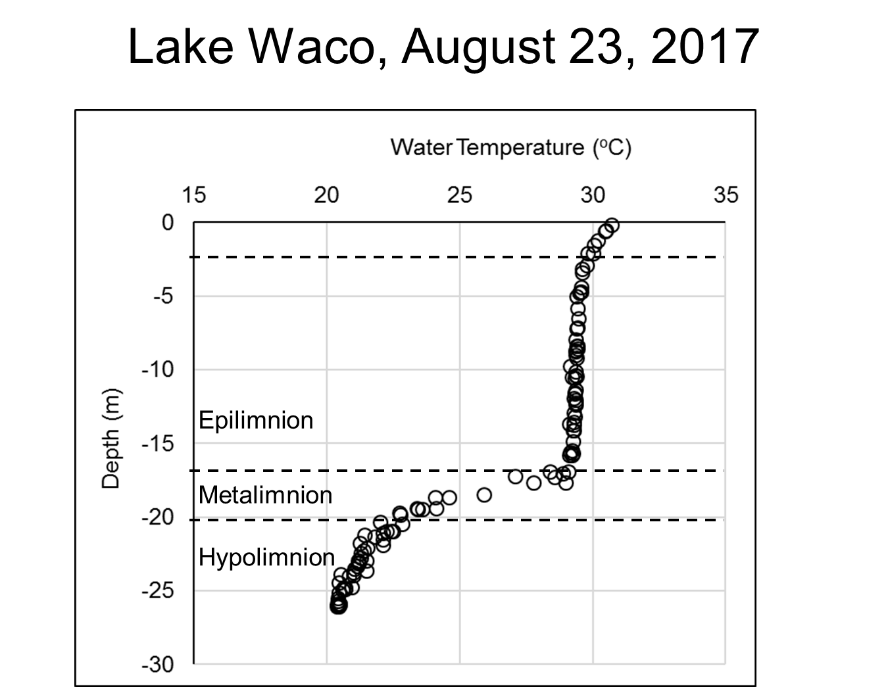 Lake Waco, August 23, 2017
Water Temperature (ºC)
15 20 25 30 35
0
-5
-10
Depth (m)
Epilimnion
-15
Metalimnion
-20
Hypolimnion
-25
-30